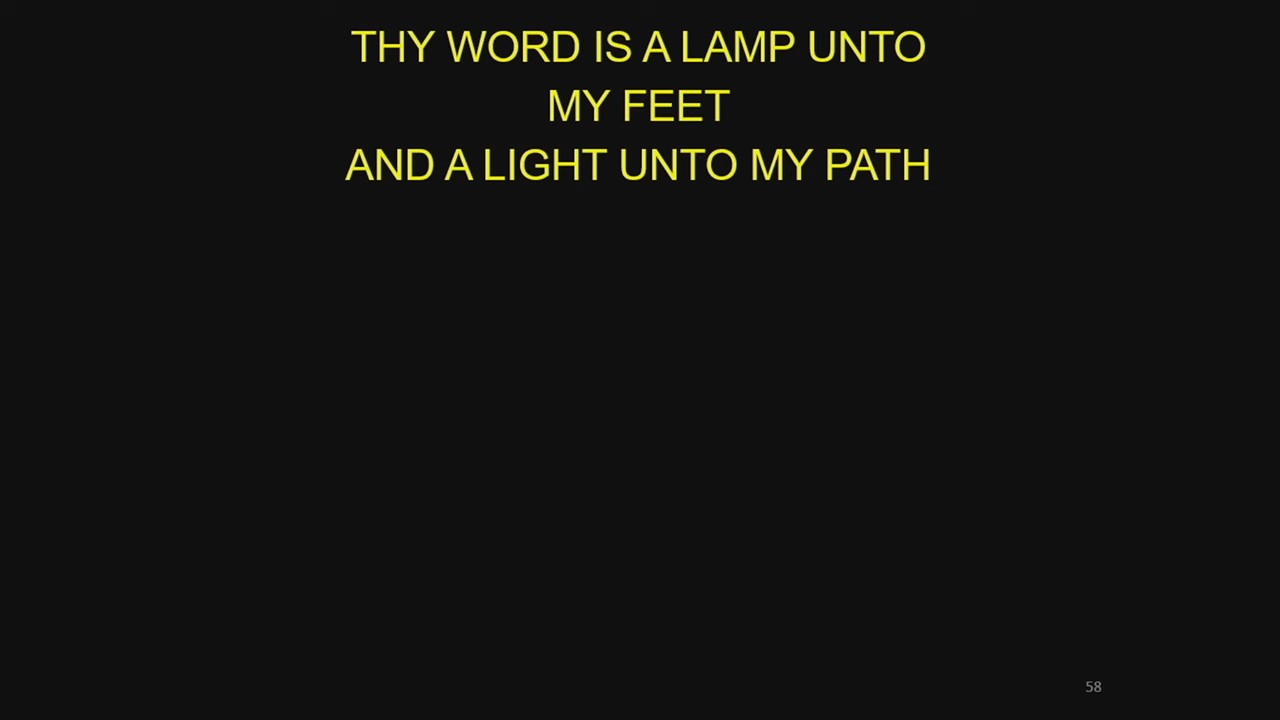 THY WORD IS A LAMP UNTO
MY FEET
AND A LIGHT UNTO MY PATH
58